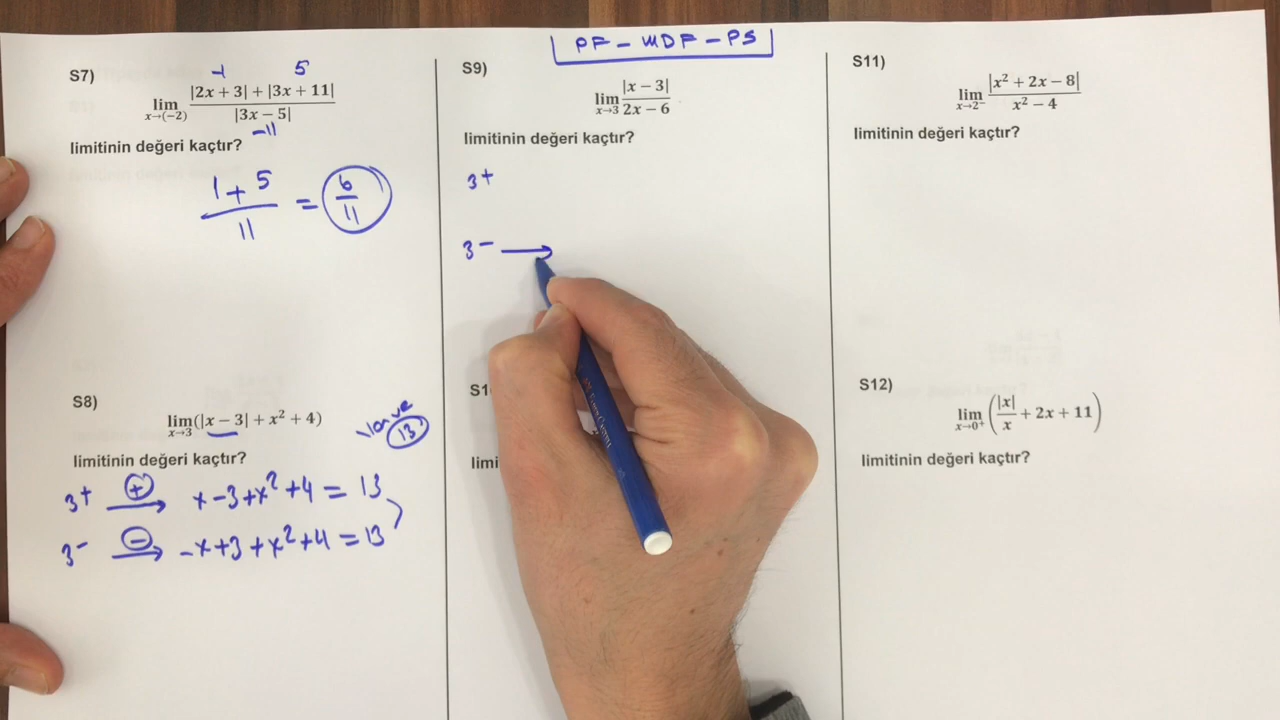 PF - MDF - PS
S7)
-1 5
lim x→(-2) |2x + 3| + |3x + 11| / |3x − 5|
-11
limitinin değeri kaçtır?
1 + 5 / 11 = 6 / 11
S8)
lim x→3 (|x − 3| + x² + 4)
13
limitinin değeri kaçtır?
3+ (+) → x-3+x²+4 = 13
3- (-) → -x+3+x²+4 = 13
S9)
lim x→3 |x − 3| / 2x − 6
limitinin değeri kaçtır?
3+
3- →
S1
limi
S11)
lim x→2⁻ |x² + 2x − 8| / x² − 4
limitinin değeri kaçtır?
S12)
lim x→0⁺ (|x| / x + 2x + 11)
limitinin değeri kaçtır?